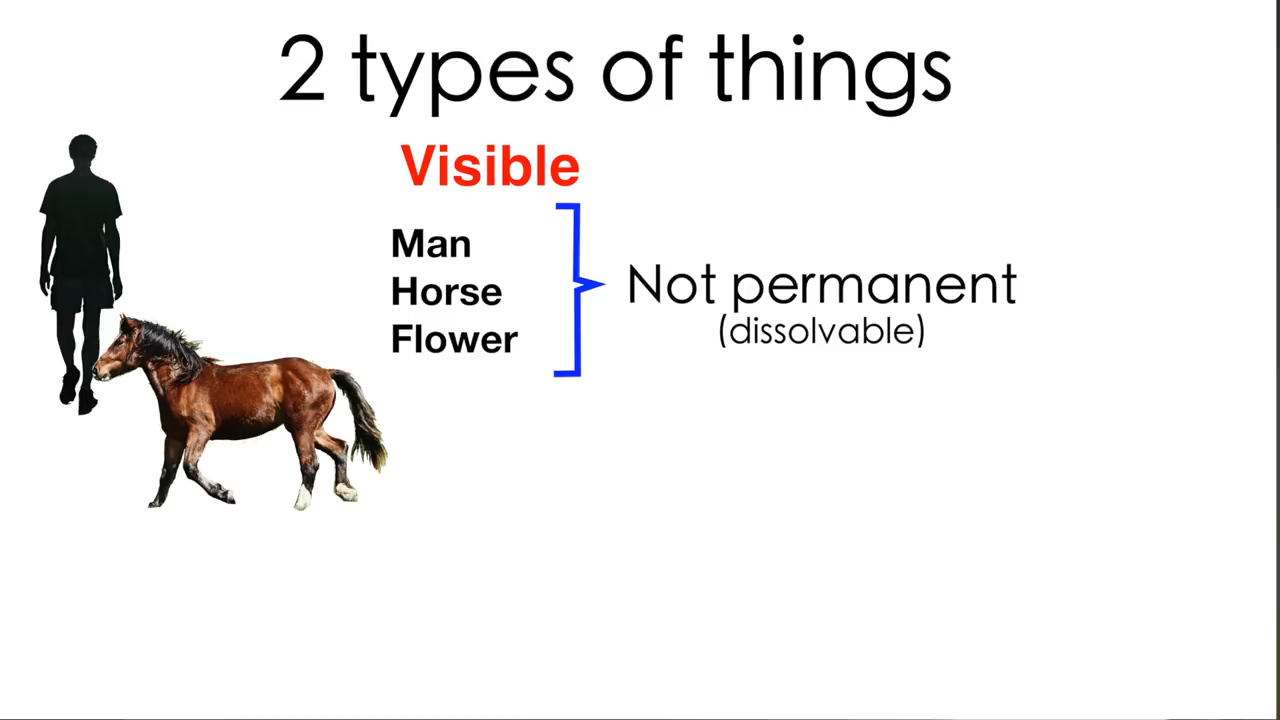 2 types of things
Visible
Man
Horse
Flower
Not permanent
(dissolvable)